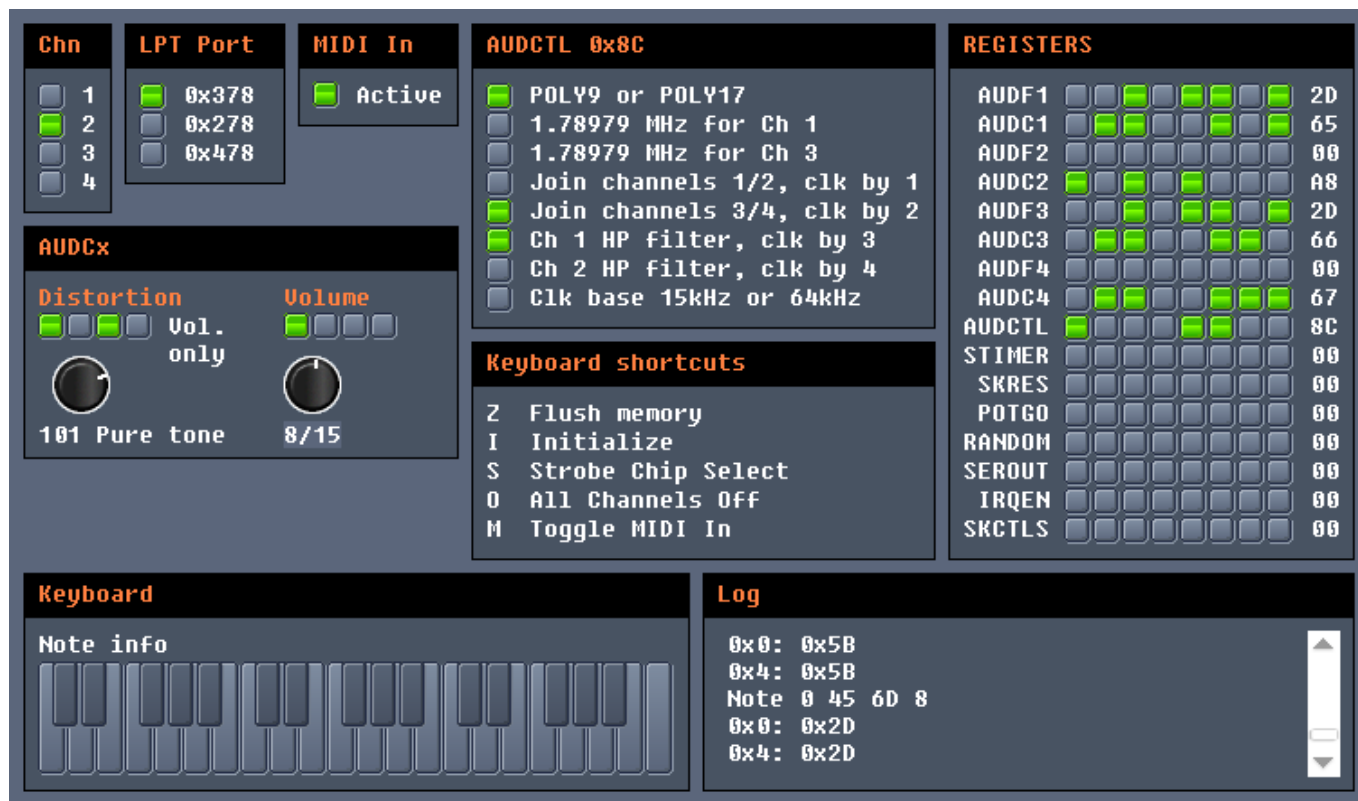 Chn
1
2
3
4
LPT Port
0x378
0x278
0x478
MIDI In
Active
AUDCx
Distortion
Volume
Vol.
only
101 Pure tone
8/15
AUDCTL 0x8C
POLY9 or POLY17
1.78979 MHz for Ch 1
1.78979 MHz for Ch 3
Join channels 1/2, clk by 1
Join channels 3/4, clk by 2
Ch 1 HP filter, clk by 3
Ch 2 HP filter, clk by 4
Clk base 15kHz or 64kHz
Keyboard shortcuts
Z Flush memory
I Initialize
S Strobe Chip Select
O All Channels Off
M Toggle MIDI In
REGISTERS
AUDF1 2D
AUDC1 65
AUDF2 00
AUDC2 A8
AUDF3 2D
AUDC3 66
AUDF4 00
AUDC4 67
AUDCTL 8C
STIMER 00
SKRES 00
POTGO 00
RANDOM 00
SEROUT 00
IRQEN 00
SKCTLS 00
Keyboard
Note info
Log
0x0: 0x5B
0x4: 0x5B
Note 0 45 6D 8
0x0: 0x2D
0x4: 0x2D